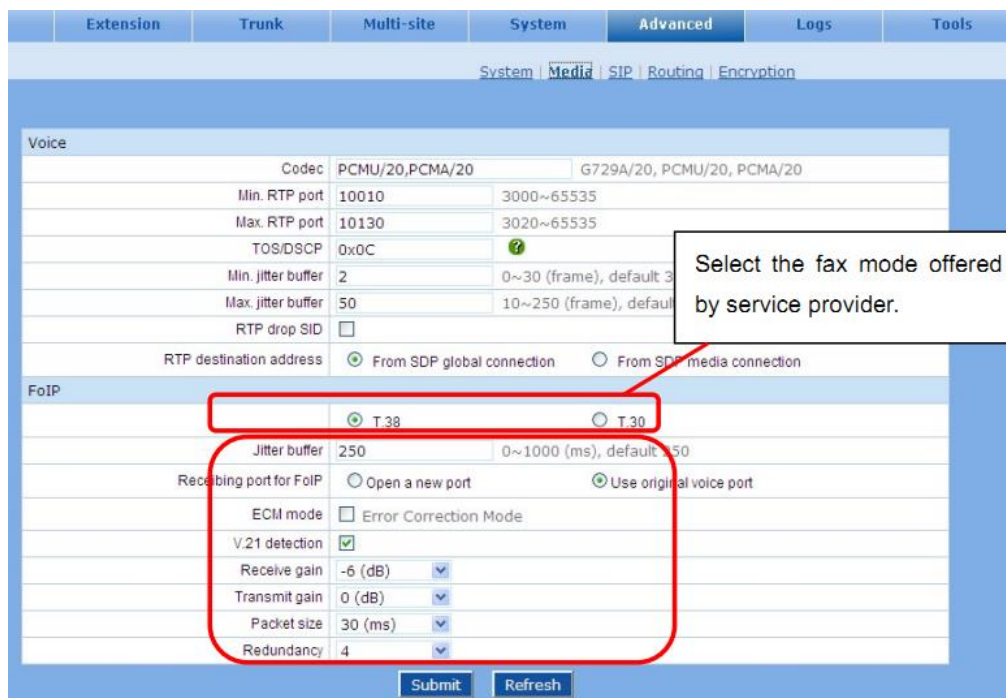 Extension Trunk Multi-site System Advanced Logs Tools
System | Media | SIP | Routing | Encryption
Voice
Codec PCMU/20,PCMA/20 G729A/20, PCMU/20, PCMA/20
Min. RTP port 10010 3000~65535
Max. RTP port 10130 3020~65535
TOS/DSCP 0x0C
Min. jitter buffer 2 0~30 (frame), default 3
Max. jitter buffer 50 10~250 (frame), default
Select the fax mode offered
by service provider.
RTP drop SID
RTP destination address From SDP global connection From SDP media connection
FoIP
T.38 T.30
Jitter buffer 250 0~1000 (ms), default 250
Receibing port for FoIP Open a new port Use original voice port
ECM mode Error Correction Mode
V.21 detection
Receive gain -6 (dB)
Transmit gain 0 (dB)
Packet size 30 (ms)
Redundancy 4
Submit Refresh